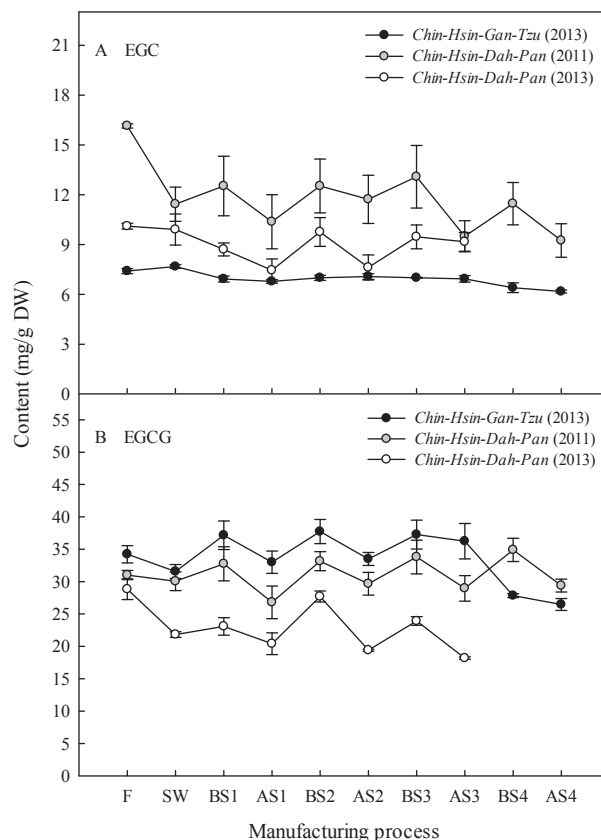 A EGC
Chin-Hsin-Gan-Tzu (2013)
Chin-Hsin-Dah-Pan (2011)
Chin-Hsin-Dah-Pan (2013)
21
18
15
12
9
6
3
0
Content (mg/g DW)
B EGCG
Chin-Hsin-Gan-Tzu (2013)
Chin-Hsin-Dah-Pan (2011)
Chin-Hsin-Dah-Pan (2013)
55
50
45
40
35
30
25
20
15
10
5
0
F SW BS1 AS1 BS2 AS2 BS3 AS3 BS4 AS4
Manufacturing process